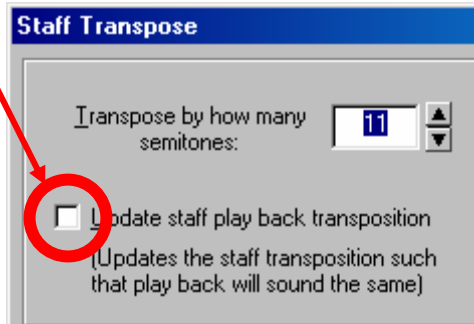 Staff Transpose
Transpose by how many
semitones:
11
Update staff play back transposition
(Updates the staff transposition such
that play back will sound the same)